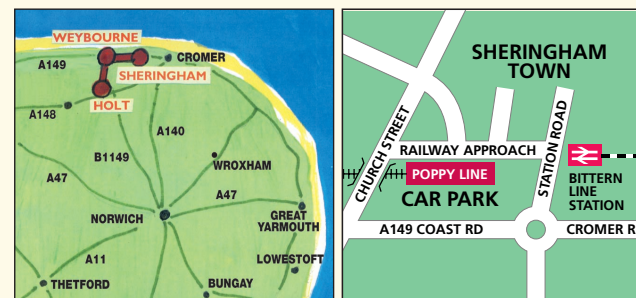 WEYBOURNE
A149
CROMER
SHERINGHAM
HOLT
A148
A140
B1149
WROXHAM
A47
A47
NORWICH
GREAT
YARMOUTH
A11
LOWESTOFT
THETFORD
BUNGAY
SHERINGHAM
TOWN
CHURCH STREET
STATION ROAD
RAILWAY APPROACH
POPPY LINE
CAR PARK
BITTERN
LINE
STATION
A149 COAST RD
CROMER R